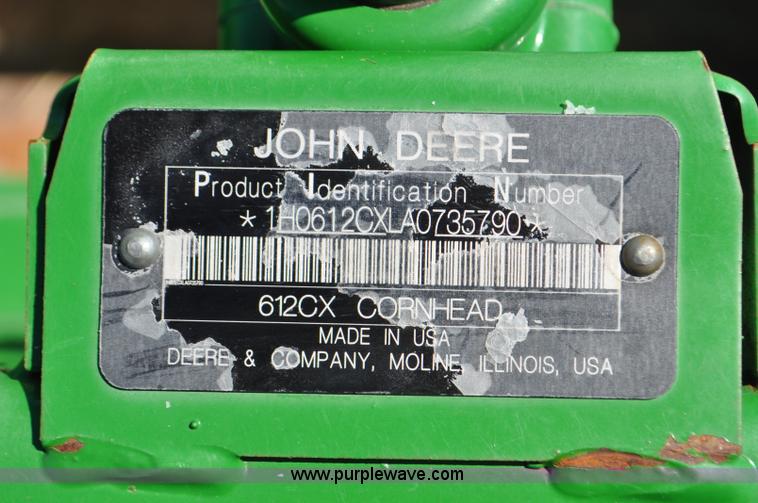 JOHN DEERE
Product Identification Number
*1H0612CXLA0735790*
612CX CORNHEAD
MADE IN USA
DEERE & COMPANY, MOLINE, ILLINOIS, USA
www.purplewave.com